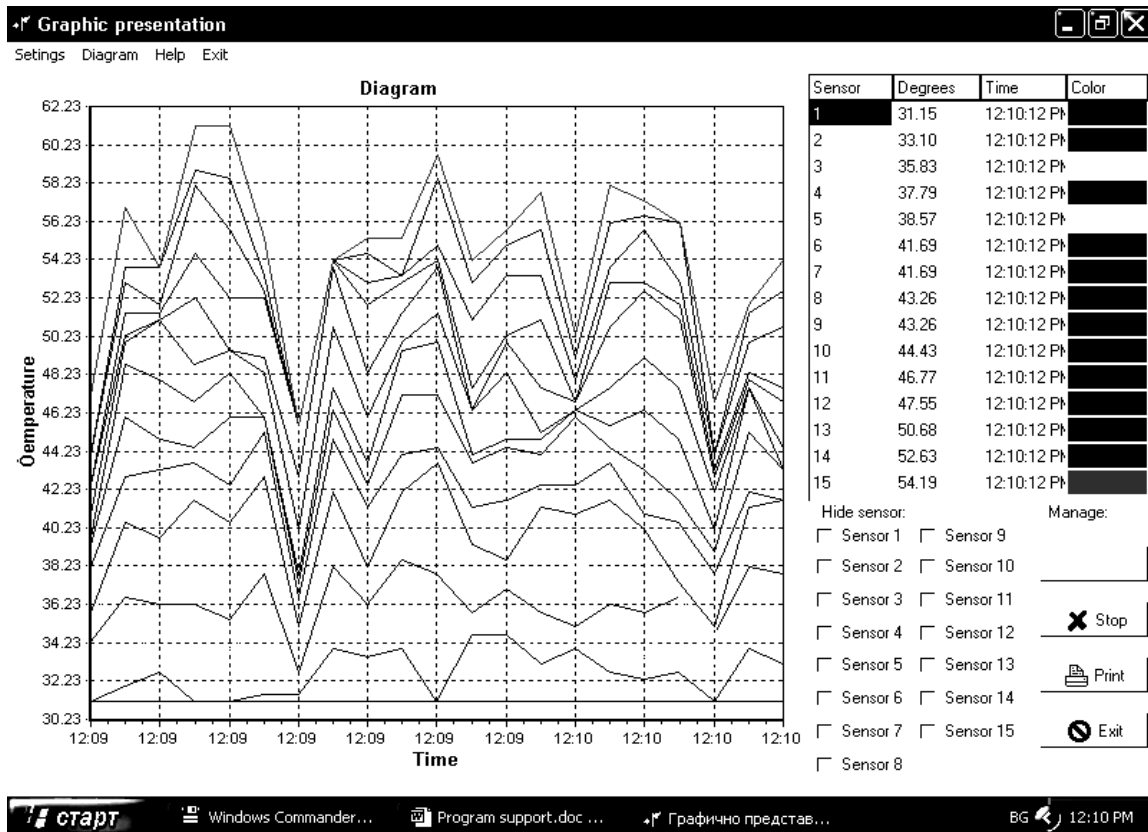 Graphic presentation
Setings Diagram Help Exit
Diagram
62.23
60.23
58.23
56.23
54.23
52.23
50.23
48.23
46.23
44.23
42.23
40.23
38.23
36.23
34.23
32.23
30.23
Òemperature
12:09 12:09 12:09 12:09 12:09 12:09 12:09 12:10 12:10 12:10 12:10
Time
Sensor Degrees Time Color
1 31.15 12:10:12 PM
2 33.10 12:10:12 PM
3 35.83 12:10:12 PM
4 37.79 12:10:12 PM
5 38.57 12:10:12 PM
6 41.69 12:10:12 PM
7 41.69 12:10:12 PM
8 43.26 12:10:12 PM
9 43.26 12:10:12 PM
10 44.43 12:10:12 PM
11 46.77 12:10:12 PM
12 47.55 12:10:12 PM
13 50.68 12:10:12 PM
14 52.63 12:10:12 PM
15 54.19 12:10:12 PM
Hide sensor: Manage:
Sensor 1 Sensor 9
Sensor 2 Sensor 10
Sensor 3 Sensor 11
Sensor 4 Sensor 12
Stop
Sensor 5 Sensor 13
Print
Sensor 6 Sensor 14
Sensor 7 Sensor 15
Exit
Sensor 8
старт Windows Commander... Program support.doc ... Графично представ... BG 12:10 PM